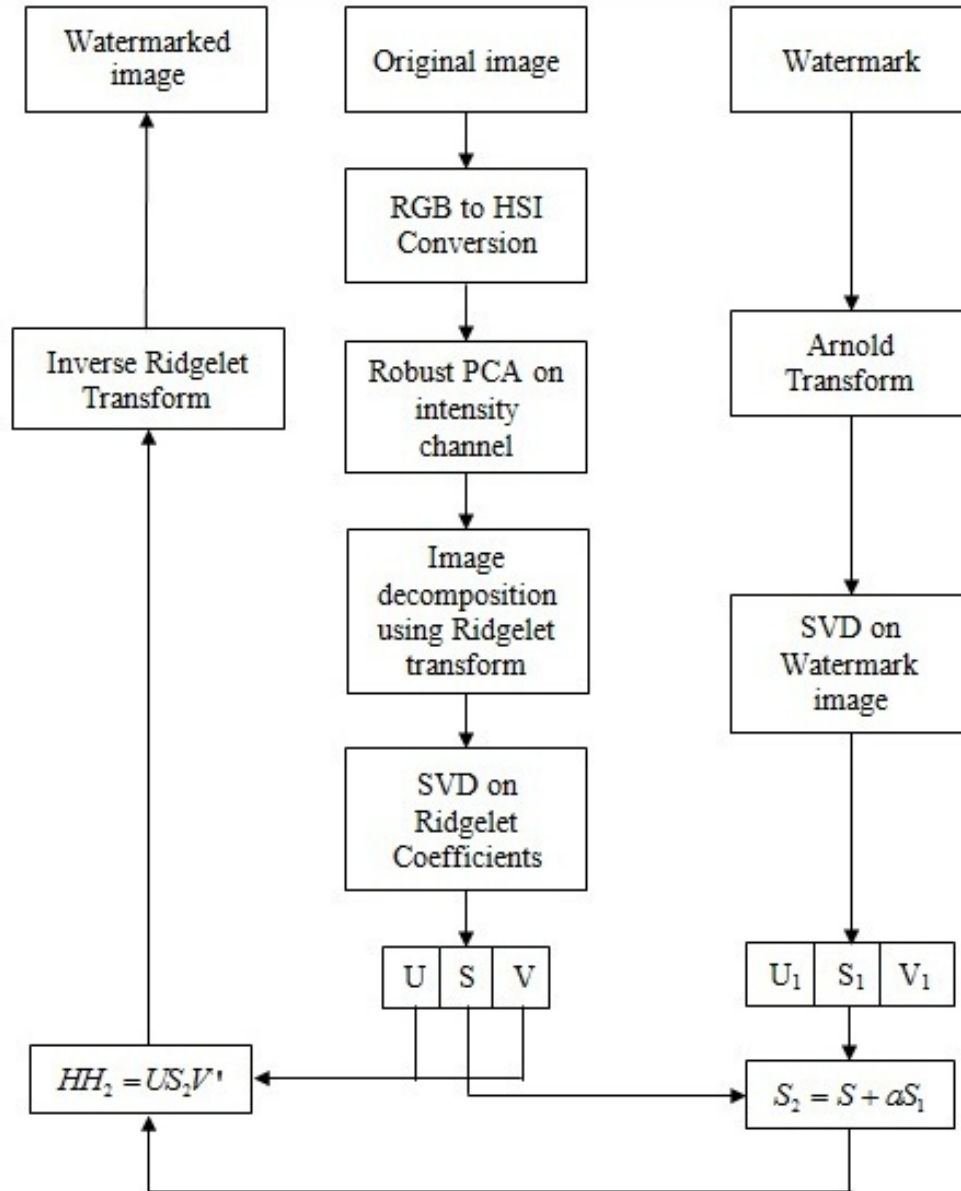 Watermarked
image
Original image
Watermark
RGB to HSI
Conversion
Inverse Ridgelet
Transform
Robust PCA on
intensity
channel
Arnold
Transform
Image
decomposition
using Ridgelet
transform
SVD on
Watermark
image
SVD on
Ridgelet
Coefficients
U S V
U₁ S₁ V₁
HH₂ = US₂V'
S₂ = S + aS₁